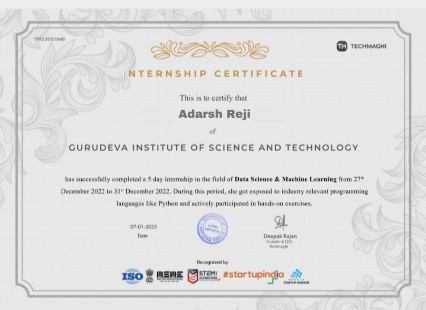 TECHMAGHI
INTERNSHIP CERTIFICATE
This is to certify that
Adarsh Reji
of
GURUDEVA INSTITUTE OF SCIENCE AND TECHNOLOGY
has successfully completed a 5 day internship in the field of Data Science & Machine Learning from 27th
December 2022 to 31st December 2022. During this period, she got exposed to industry relevant programming
languages like Python and actively participated in hands-on exercises.
07-01-2023
Date
Deepak Rajan
Founder & CEO
TechMaghi
Recognized by
ISO
MSME
STEM
#startupindia